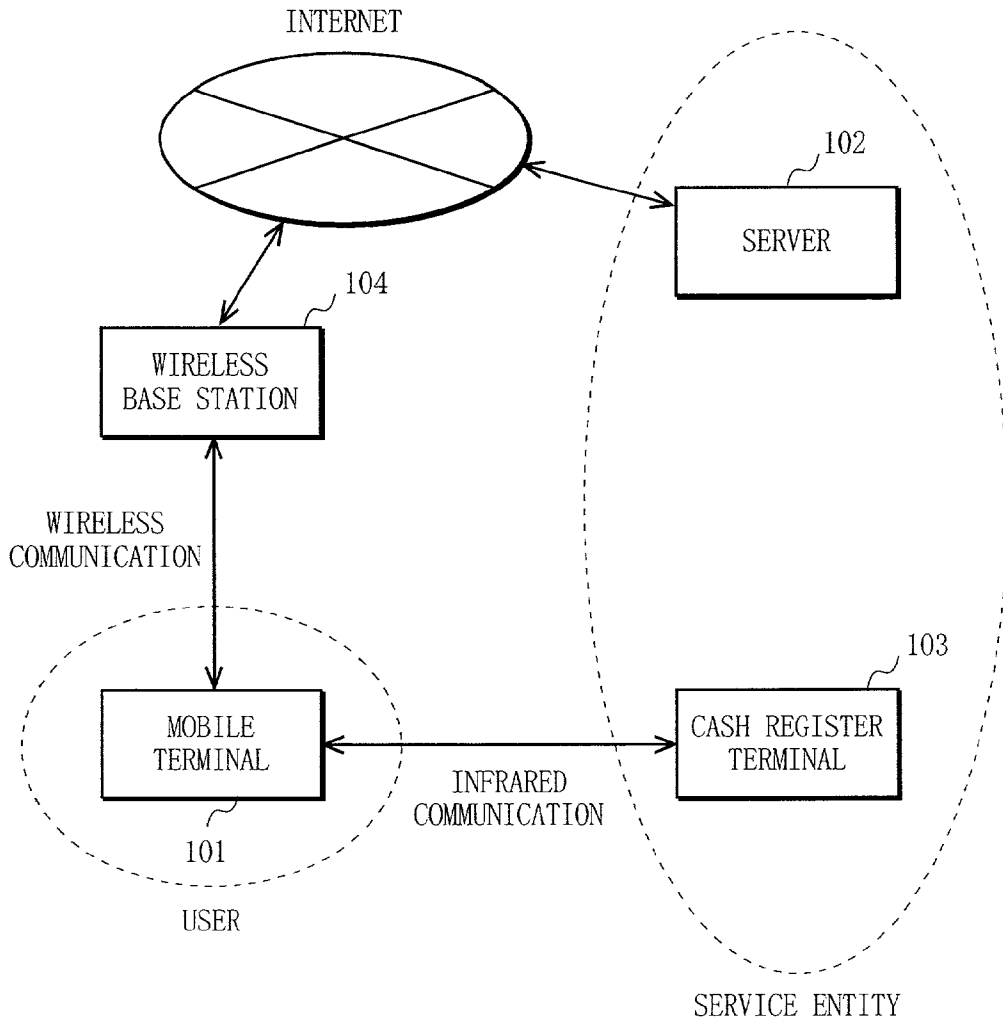 INTERNET
102
SERVER
104
WIRELESS
BASE STATION
WIRELESS
COMMUNICATION
103
MOBILE
TERMINAL
CASH REGISTER
TERMINAL
INFRARED
COMMUNICATION
101
USER
SERVICE ENTITY